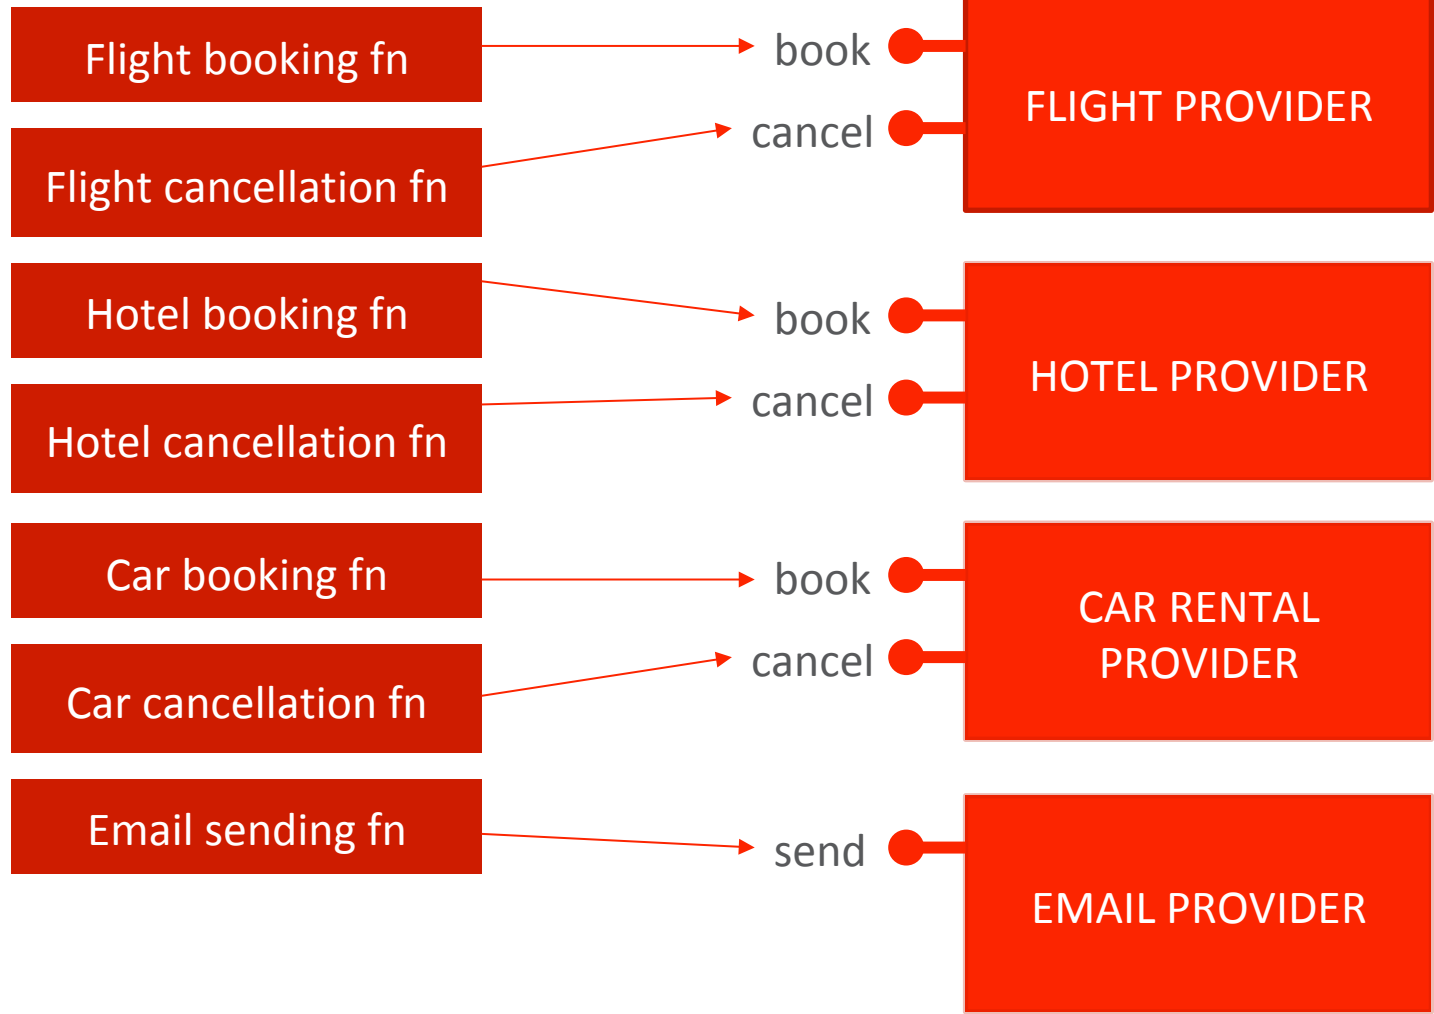 Flight booking fn
book
FLIGHT PROVIDER
cancel
Flight cancellation fn
Hotel booking fn
book
HOTEL PROVIDER
cancel
Hotel cancellation fn
Car booking fn
book
CAR RENTAL
PROVIDER
cancel
Car cancellation fn
Email sending fn
send
EMAIL PROVIDER